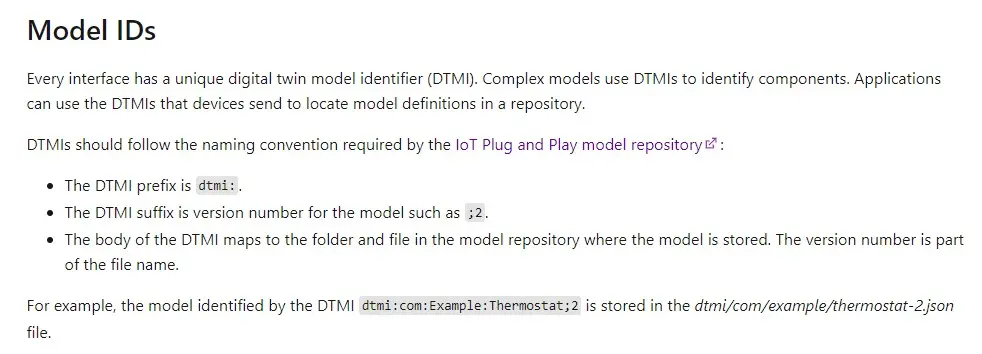 Model IDs
Every interface has a unique digital twin model identifier (DTMI). Complex models use DTMIs to identify components. Applications
can use the DTMIs that devices send to locate model definitions in a repository.
DTMIs should follow the naming convention required by the IoT Plug and Play model repository :
• The DTMI prefix is dtmi:.
• The DTMI suffix is version number for the model such as ;2.
• The body of the DTMI maps to the folder and file in the model repository where the model is stored. The version number is part
of the file name.
For example, the model identified by the DTMI dtmi:com:Example:Thermostat;2 is stored in the dtmi/com/example/thermostat-2.json
file.